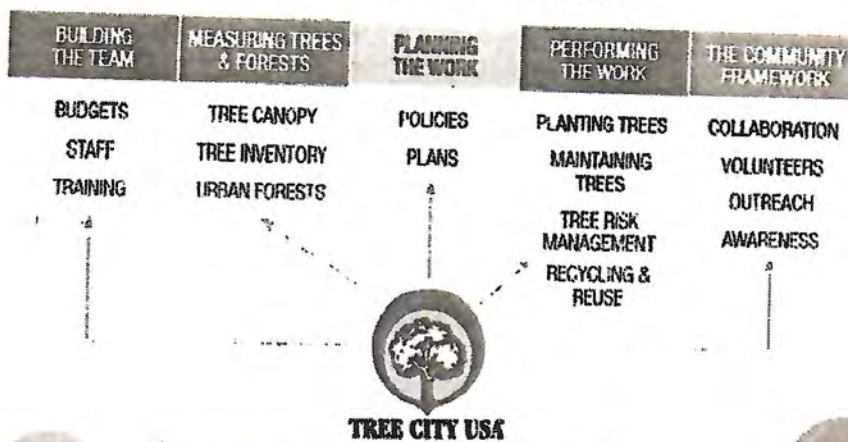 BUILDING
THE TEAM
BUDGETS
STAFF
TRAINING
MEASURING TREES
& FORESTS
TREE CANOPY
TREE INVENTORY
URBAN FORESTS
PLANNING
THE WORK
POLICIES
PLANS
PERFORMING
THE WORK
PLANTING TREES
MAINTAINING
TREES
TREE RISK
MANAGEMENT
RECYCLING &
REUSE
THE COMMUNITY
FRAMEWORK
COLLABORATION
VOLUNTEERS
OUTREACH
AWARENESS
TREE CITY USA